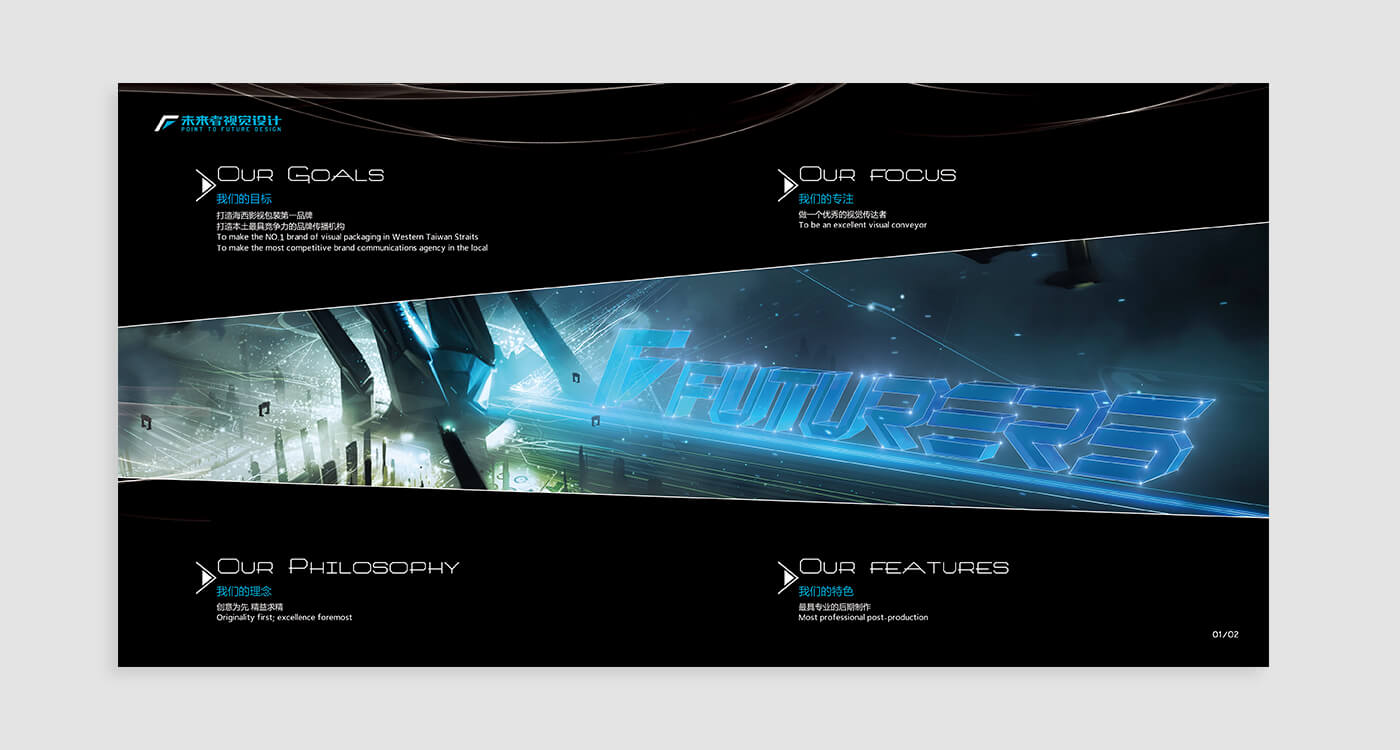 未来者视觉设计
POINT TO FUTURE DESIGN
OUR GOALS
我们的目标
打造海西影视包装第一品牌
打造本土最具竞争力的品牌传播机构
To make the NO.1 brand of visual packaging in Western Taiwan Straits
To make the most competitive brand communications agency in the local
OUR FOCUS
我们的专注
做一个优秀的视觉传达者
To be an excellent visual conveyor
FUTURERS
OUR PHILOSOPHY
我们的理念
创意为先 精益求精
Originality first; excellence foremost
OUR FEATURES
我们的特色
最具专业的后期制作
Most professional post-production
01/02